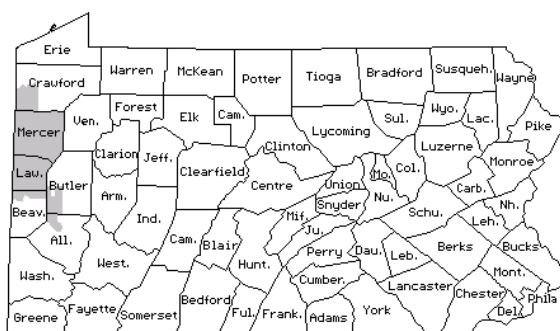 Erie
Warren McKean Potter Tioga Bradford Susqueh. Wayne
Crawford
Forest Elk Cam. Sul. Wyo. Lac.
Mercer Ven. Lycoming Pike
Clarion Jeff. Clearfield Clinton Col. Luzerne Monroe
Law. Butler Centre Union Mo. Carb.
Beav. Arm. Ind. Snyder Nu. Schu. Nh.
Leh.
All. Cam. Blair Hunt. Mif. Ju. Perry Dau. Leb. Berks Bucks
Wash. West. Cumber. Lancaster Mont.
Greene Fayette Somerset Bedford Ful. Frank. Adams York Chester Del. Phila